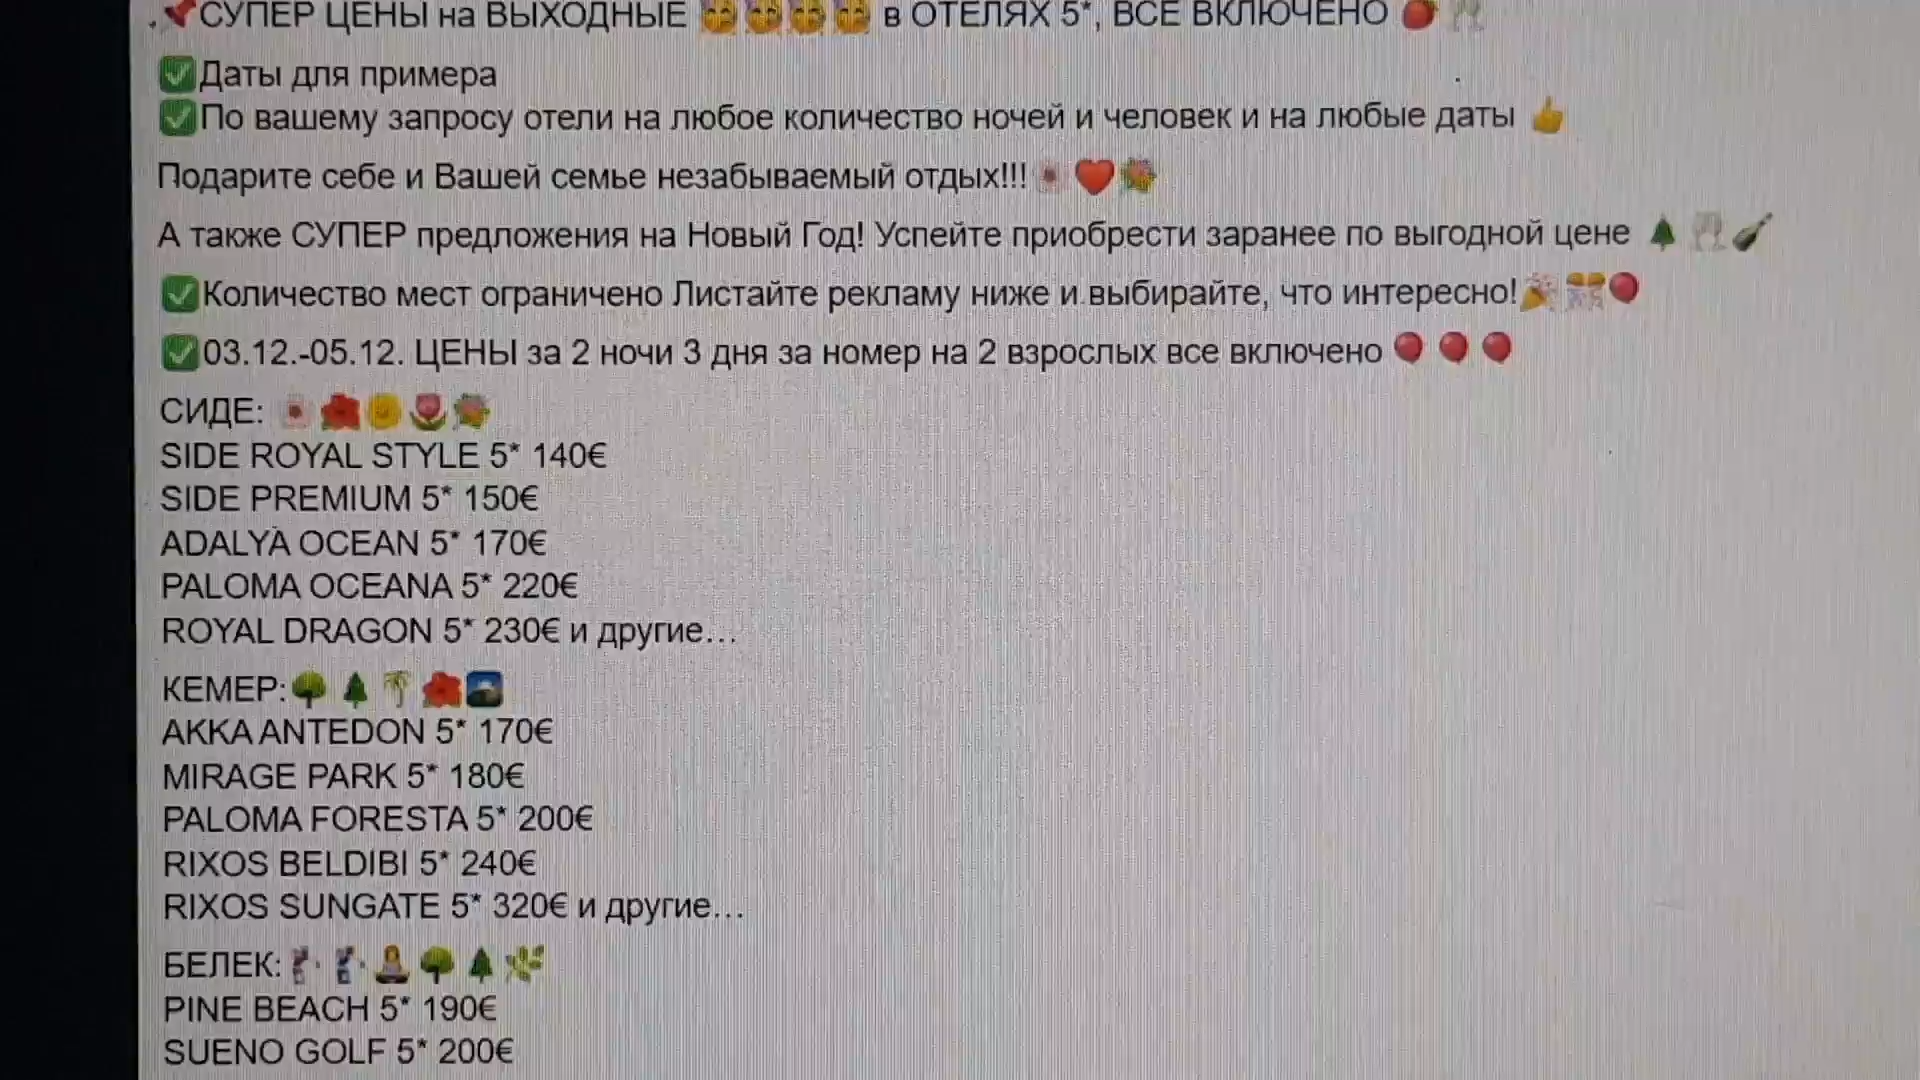 📌СУПЕР ЦЕНЫ на ВЫХОДНЫЕ 🤗🤗🤗🤗 в ОТЕЛЯХ 5*, ВСЕ ВКЛЮЧЕНО 🍓🥂
✅Даты для примера
✅По вашему запросу отели на любое количество ночей и человек и на любые даты 👍
Подарите себе и Вашей семье незабываемый отдых!!!🌸❤️💐
А также СУПЕР предложения на Новый Год! Успейте приобрести заранее по выгодной цене 🌲🥂🍾
✅Количество мест ограничено Листайте рекламу ниже и выбирайте, что интересно!🎉🎊🎈
✅03.12.-05.12. ЦЕНЫ за 2 ночи 3 дня за номер на 2 взрослых все включено 🎈🎈🎈
СИДЕ: 🌸🌺🌼🌷💐
SIDE ROYAL STYLE 5* 140€
SIDE PREMIUM 5* 150€
ADALYA OCEAN 5* 170€
PALOMA OCEANA 5* 220€
ROYAL DRAGON 5* 230€ и другие...
КЕМЕР:🌳🌲🌴🌺🌄
AKKA ANTEDON 5* 170€
MIRAGE PARK 5* 180€
PALOMA FORESTA 5* 200€
RIXOS BELDIBI 5* 240€
RIXOS SUNGATE 5* 320€ и другие...
БЕЛЕК:🌳🌲🌿
PINE BEACH 5* 190€
SUENO GOLF 5* 200€